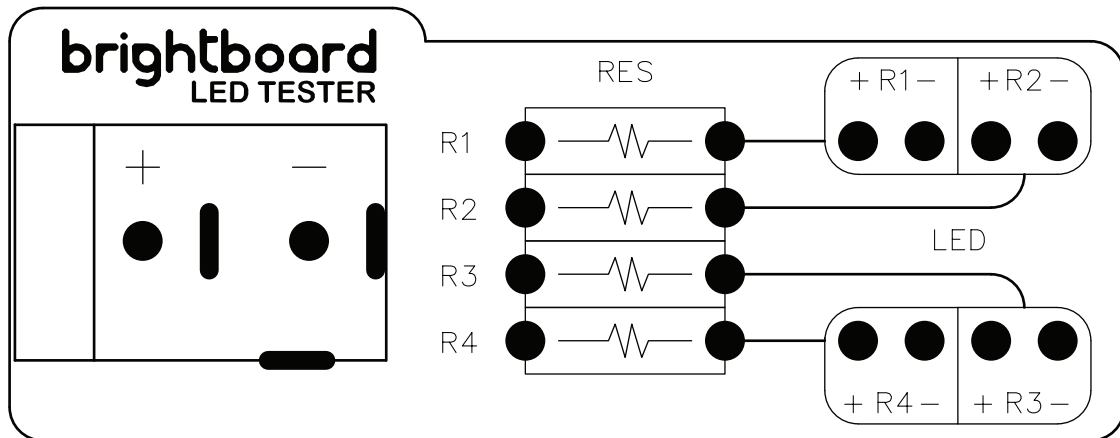 brightboard
LED TESTER
+ −
RES
R1
R2
R3
R4
+ R1 −
+ R2 −
LED
+ R4 −
+ R3 −